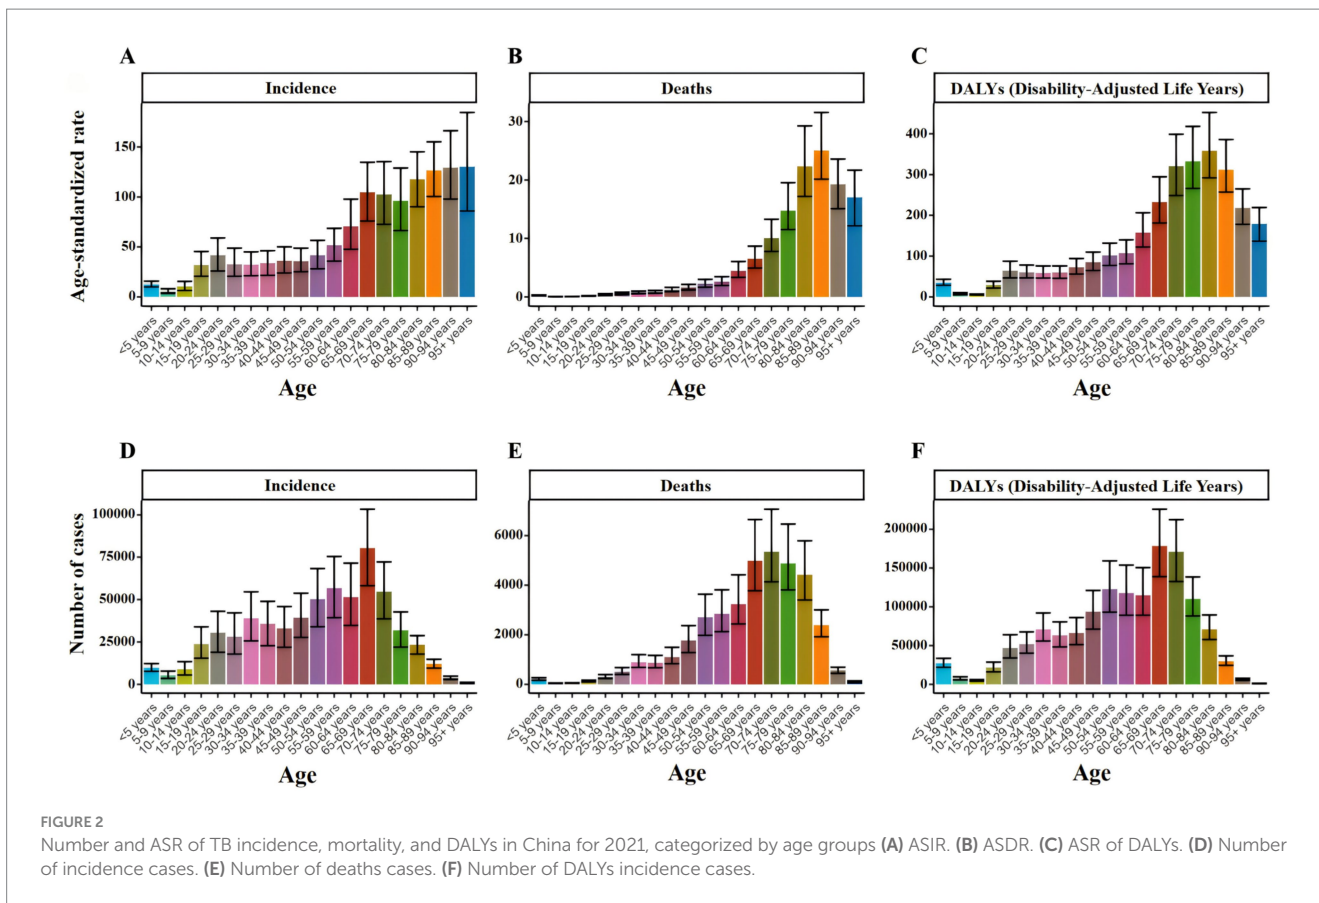 A
B
C
Incidence
Deaths
DALYs (Disability-Adjusted Life Years)
Age-standardized rate
150
100
50
0
30
20
10
0
400
300
200
100
0
<5 years
5-9 years
10-14 years
15-19 years
20-24 years
25-29 years
30-34 years
35-39 years
40-44 years
45-49 years
50-54 years
55-59 years
60-64 years
65-69 years
70-74 years
75-79 years
80-84 years
85-89 years
90-94 years
95+ years
<5 years
5-9 years
10-14 years
15-19 years
20-24 years
25-29 years
30-34 years
35-39 years
40-44 years
45-49 years
50-54 years
55-59 years
60-64 years
65-69 years
70-74 years
75-79 years
80-84 years
85-89 years
90-94 years
95+ years
<5 years
5-9 years
10-14 years
15-19 years
20-24 years
25-29 years
30-34 years
35-39 years
40-44 years
45-49 years
50-54 years
55-59 years
60-64 years
65-69 years
70-74 years
75-79 years
80-84 years
85-89 years
90-94 years
95+ years
Age
Age
Age
D
E
F
Incidence
Deaths
DALYs (Disability-Adjusted Life Years)
Number of cases
100000
75000
50000
25000
0
6000
4000
2000
0
200000
150000
100000
50000
0
<5 years
5-9 years
10-14 years
15-19 years
20-24 years
25-29 years
30-34 years
35-39 years
40-44 years
45-49 years
50-54 years
55-59 years
60-64 years
65-69 years
70-74 years
75-79 years
80-84 years
85-89 years
90-94 years
95+ years
<5 years
5-9 years
10-14 years
15-19 years
20-24 years
25-29 years
30-34 years
35-39 years
40-44 years
45-49 years
50-54 years
55-59 years
60-64 years
65-69 years
70-74 years
75-79 years
80-84 years
85-89 years
90-94 years
95+ years
<5 years
5-9 years
10-14 years
15-19 years
20-24 years
25-29 years
30-34 years
35-39 years
40-44 years
45-49 years
50-54 years
55-59 years
60-64 years
65-69 years
70-74 years
75-79 years
80-84 years
85-89 years
90-94 years
95+ years
Age
Age
Age
FIGURE 2
Number and ASR of TB incidence, mortality, and DALYs in China for 2021, categorized by age groups (A) ASIR. (B) ASDR. (C) ASR of DALYs. (D) Number
of incidence cases. (E) Number of deaths cases. (F) Number of DALYs incidence cases.